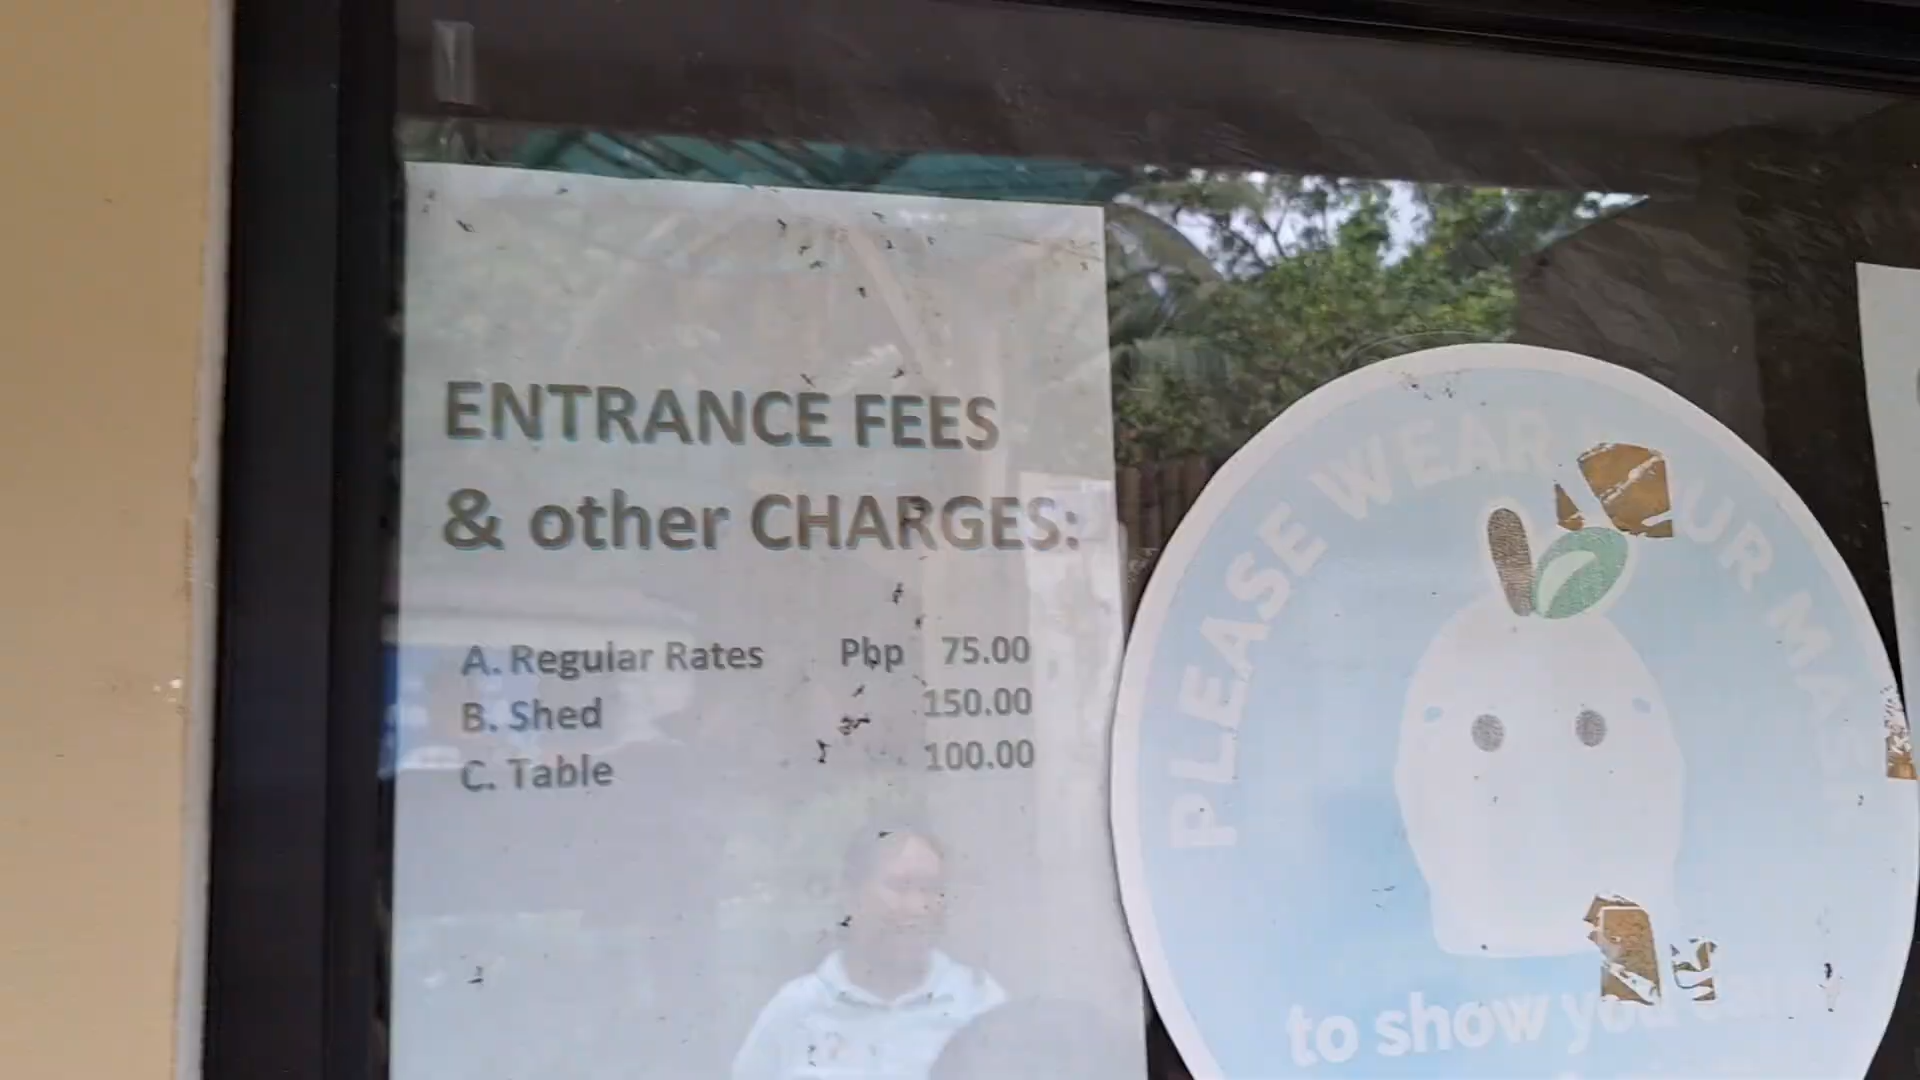 ENTRANCE FEES
& other CHARGES:
A. Regular Rates Php 75.00
B. Shed 150.00
C. Table 100.00
PLEASE WEAR
to show you